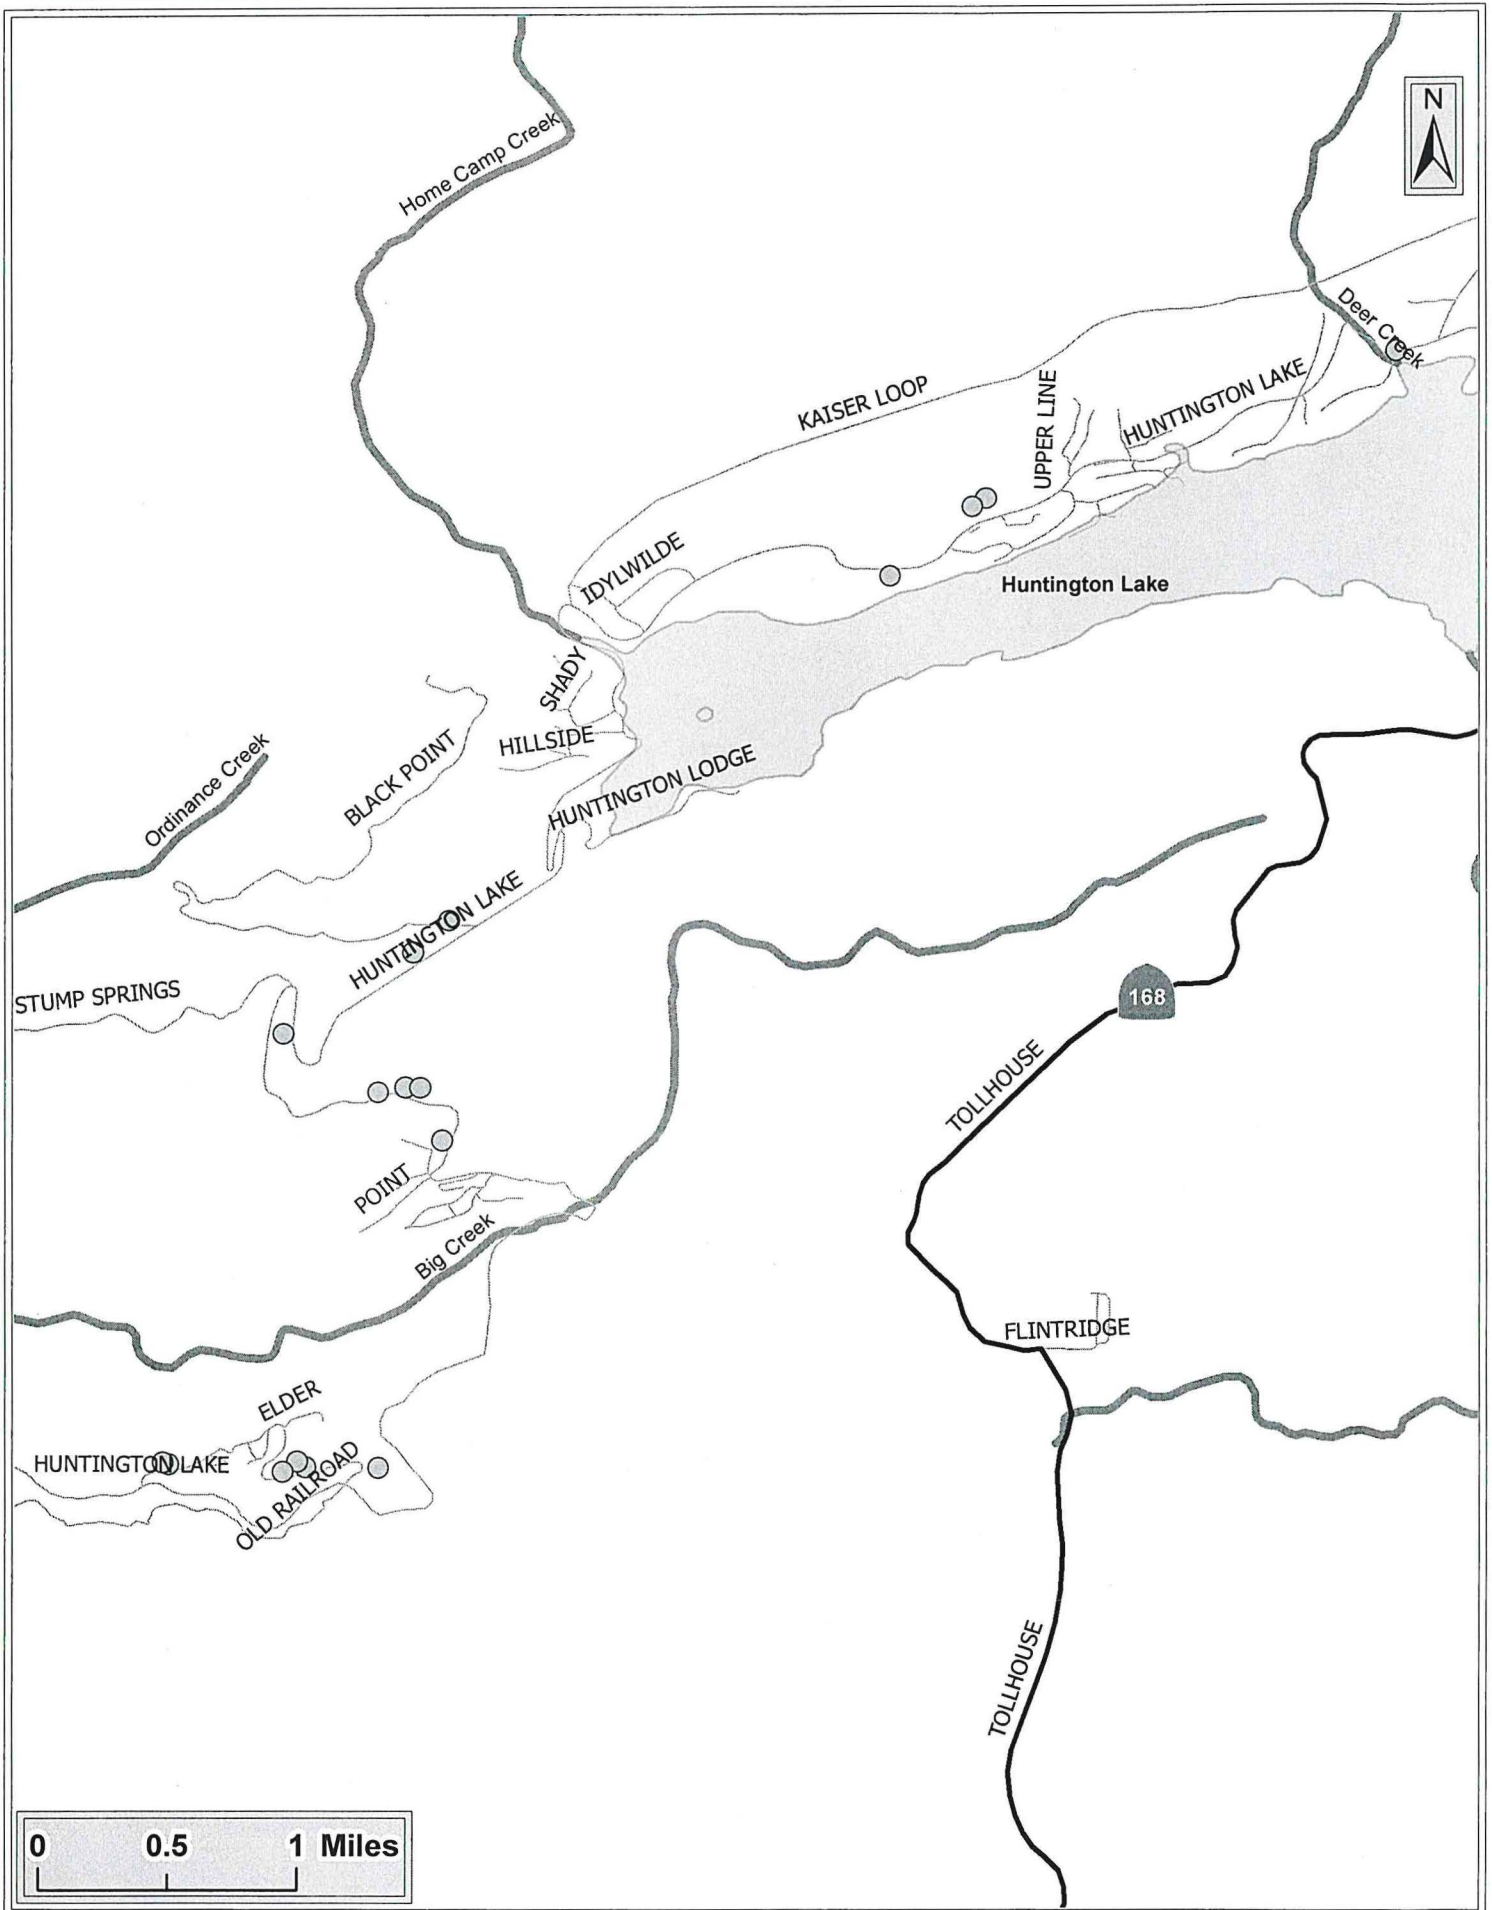 N
Home Camp Creek
Deer Creek
KAISER LOOP
UPPER LINE
HUNTINGTON LAKE
IDYLWILDE
Huntington Lake
SHADY
HILLSIDE
HUNTINGTON LODGE
BLACK POINT
Ordinance Creek
HUNTINGTON LAKE
STUMP SPRINGS
168
TOLLHOUSE
POINT
Big Creek
FLINTRIDGE
ELDER
HUNTINGTON LAKE
OLD RAILROAD
TOLLHOUSE
0 0.5 1 Miles